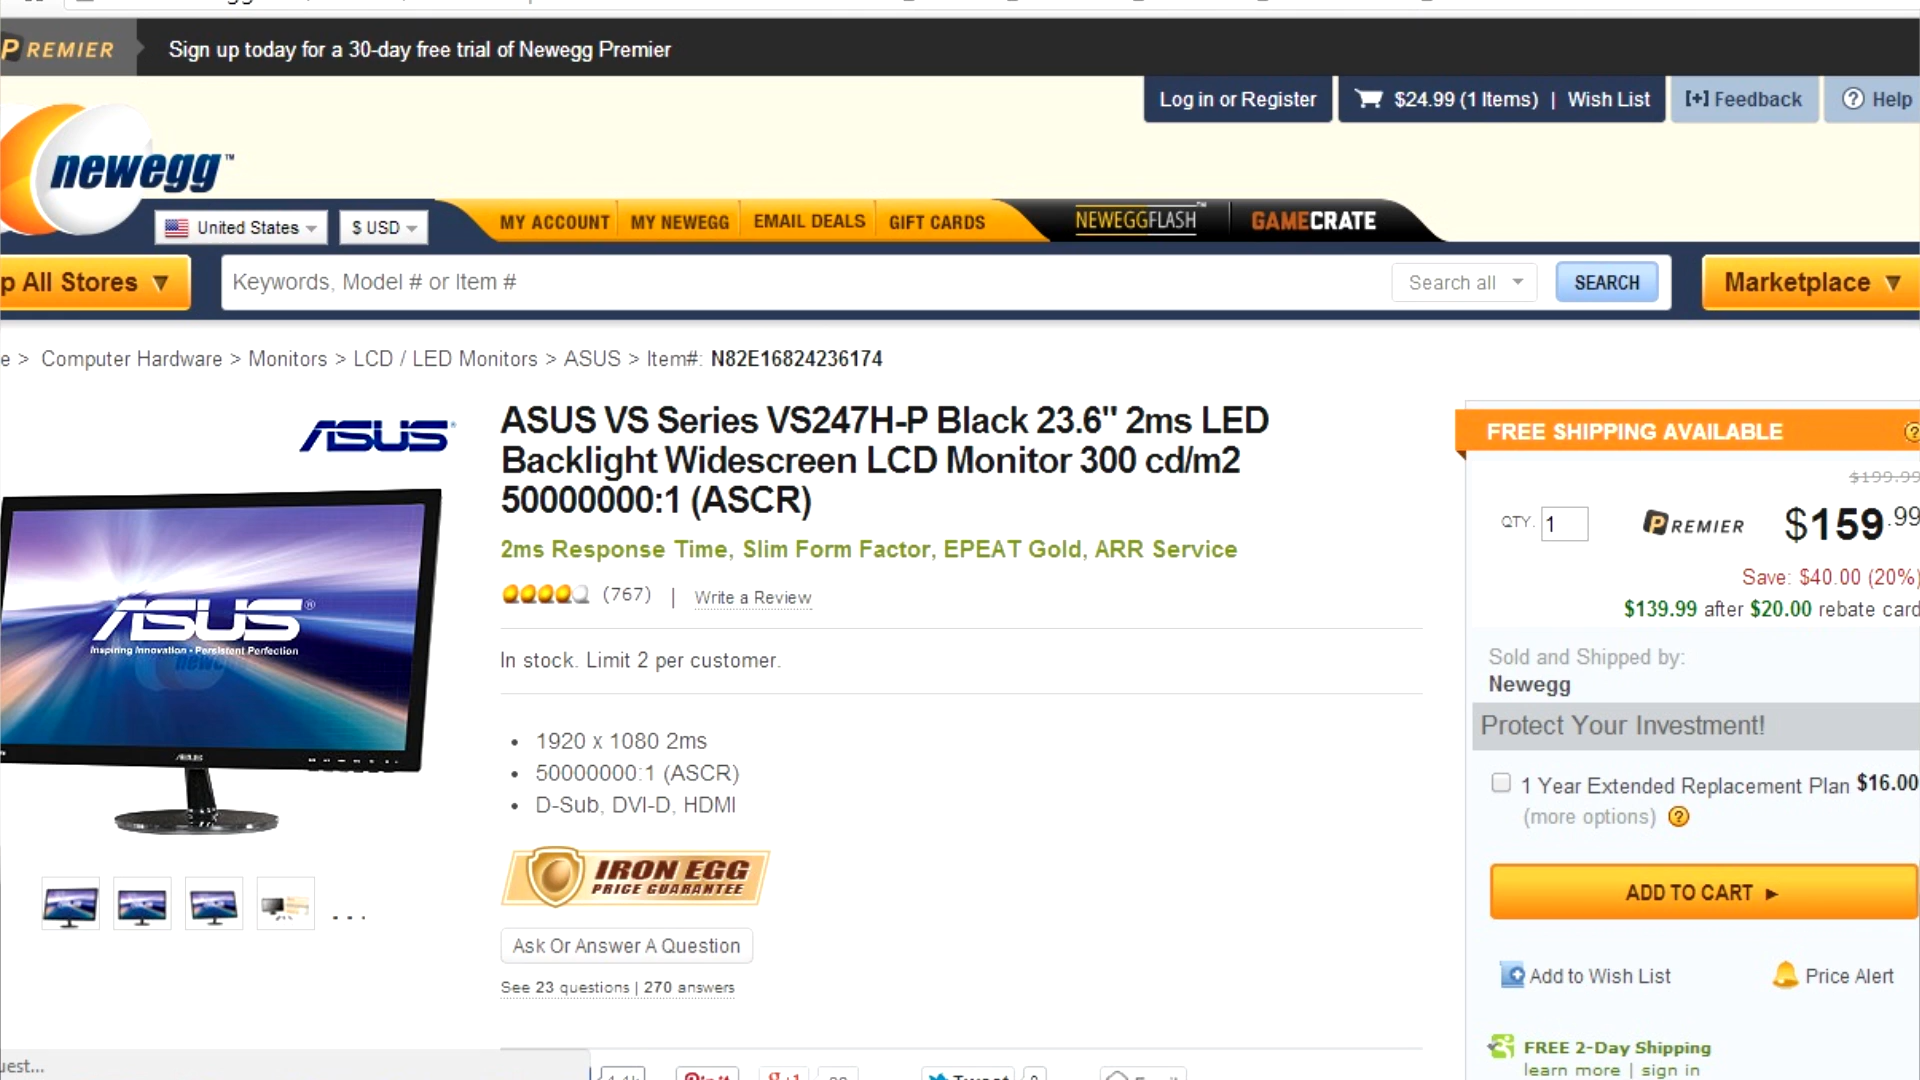 PREMIER Sign up today for a 30-day free trial of Newegg Premier
Log in or Register $24.99 (1 Items) | Wish List [+] Feedback ? Help
newegg™
United States $ USD MY ACCOUNT MY NEWEGG EMAIL DEALS GIFT CARDS NEWEGGFLASH™ GAMECRATE
p All Stores ▼ Keywords, Model # or Item # Search all SEARCH Marketplace ▼
e > Computer Hardware > Monitors > LCD / LED Monitors > ASUS > Item#: N82E16824236174
ASUS
ASUS VS Series VS247H-P Black 23.6" 2ms LED
Backlight Widescreen LCD Monitor 300 cd/m2
50000000:1 (ASCR)
2ms Response Time, Slim Form Factor, EPEAT Gold, ARR Service
(767) | Write a Review
In stock. Limit 2 per customer.
• 1920 x 1080 2ms
• 50000000:1 (ASCR)
• D-Sub, DVI-D, HDMI
ASUS®
Inspiring Innovation • Persistent Perfection
ASUS
. . .
IRON EGG
PRICE GUARANTEE
Ask Or Answer A Question
See 23 questions | 270 answers
FREE SHIPPING AVAILABLE ?
$199.99
QTY. 1 PREMIER $159.99
Save: $40.00 (20%)
$139.99 after $20.00 rebate card
Sold and Shipped by:
Newegg
Protect Your Investment!
1 Year Extended Replacement Plan $16.00
(more options) ?
ADD TO CART ►
Add to Wish List Price Alert
FREE 2-Day Shipping
learn more | sign in
uest...
Pin it Tweet